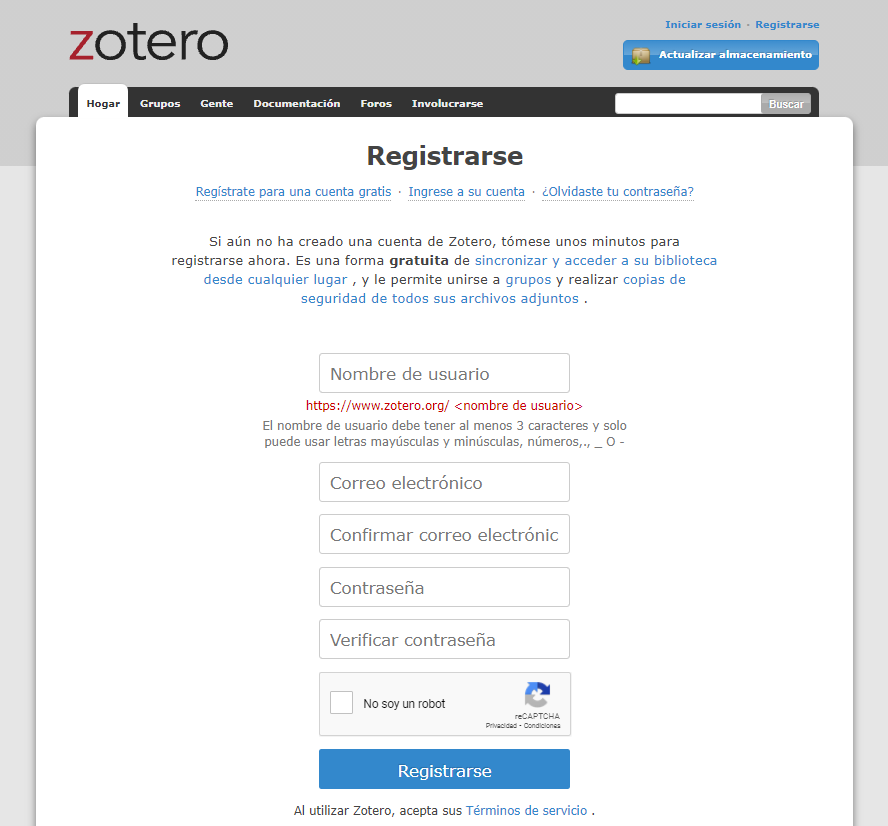 zotero
Iniciar sesión · Registrarse
Actualizar almacenamiento
Hogar Grupos Gente Documentación Foros Involucrarse Buscar
Registrarse
Regístrate para una cuenta gratis · Ingrese a su cuenta · ¿Olvidaste tu contraseña?
Si aún no ha creado una cuenta de Zotero, tómese unos minutos para
registrarse ahora. Es una forma gratuita de sincronizar y acceder a su biblioteca
desde cualquier lugar , y le permite unirse a grupos y realizar copias de
seguridad de todos sus archivos adjuntos .
Nombre de usuario
https://www.zotero.org/ <nombre de usuario>
El nombre de usuario debe tener al menos 3 caracteres y solo
puede usar letras mayúsculas y minúsculas, números,., _ O -
Correo electrónico
Confirmar correo electrónic
Contraseña
Verificar contraseña
No soy un robot
reCAPTCHA
Privacidad - Condiciones
Registrarse
Al utilizar Zotero, acepta sus Términos de servicio .